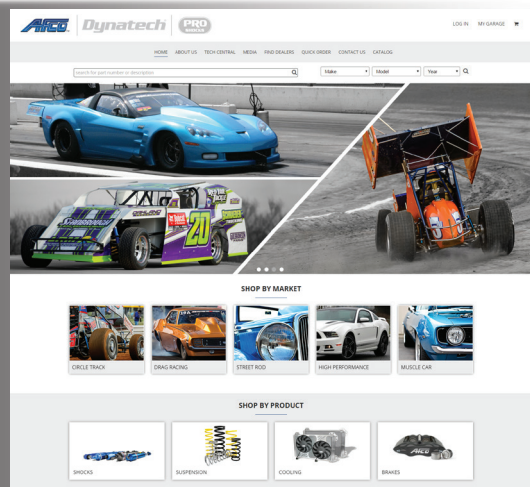 AFCO Dynatech PRO
LOG IN MY GARAGE
HOME ABOUT US TECH CENTRAL MEDIA FIND DEALERS QUICK ORDER CONTACT US CATALOG
search for part number or description Make Model Year
20
SHOP BY MARKET
CIRCLE TRACK DRAG RACING STREET ROD HIGH PERFORMANCE MUSCLE CAR
SHOP BY PRODUCT
AFCO
SHOCKS SUSPENSION COOLING BRAKES